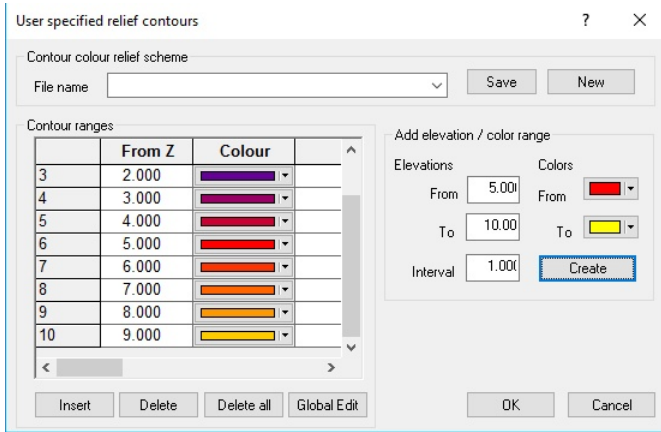 User specified relief contours ? ×
Contour colour relief scheme
File name
Save
New
Contour ranges
From Z Colour
3 2.000
4 3.000
5 4.000
6 5.000
7 6.000
8 7.000
9 8.000
10 9.000
Insert
Delete
Delete all
Global Edit
Add elevation / color range
Elevations Colors
From 5.00 From
To 10.00 To
Interval 1.00
Create
OK
Cancel